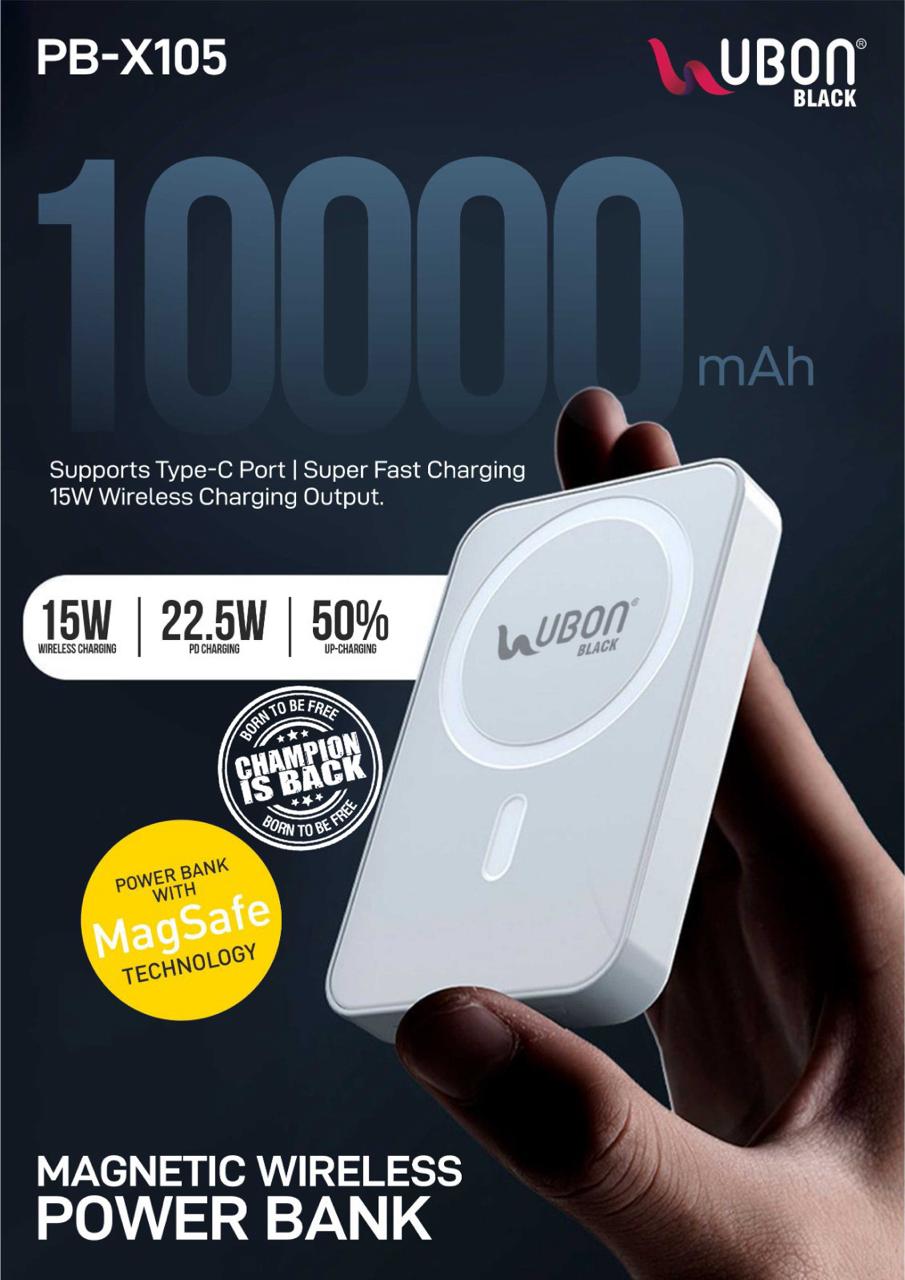 PB-X105
UBON®
BLACK
10000
mAh
Supports Type-C Port | Super Fast Charging
15W Wireless Charging Output.
15W
WIRELESS CHARGING
22.5W
PD CHARGING
50%
UP-CHARGING
UBON®
BLACK
BORN TO BE FREE
CHAMPION
IS BACK
BORN TO BE FREE
POWER BANK
WITH
MagSafe
TECHNOLOGY
MAGNETIC WIRELESS
POWER BANK